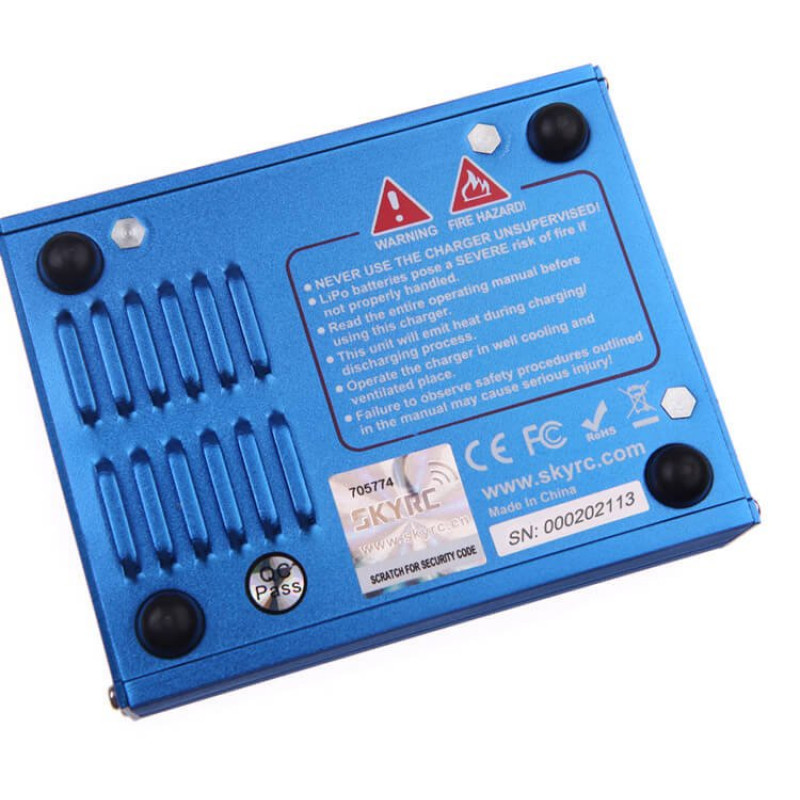 WARNING
FIRE HAZARD!
● NEVER USE THE CHARGER UNSUPERVISED!
● LiPo batteries pose a SEVERE risk of fire if
not properly handled.
● Read the entire operating manual before
using this charger.
● This unit will emit heat during charging/
discharging process.
● Operate the charger in well cooling and
ventilated place.
● Failure to observe safety procedures outlined
in the manual may cause serious injury!
CE FC RoHS
www.skyrc.com
Made In China
SN: 000202113
705774
SKYRC
www.skyrc.cn
SCRATCH FOR SECURITY CODE
QC
Pass